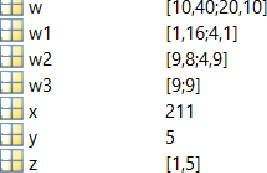 w [10,40;20,10]
w1 [1,16;4,1]
w2 [9,8;4,9]
w3 [9;9]
x 211
y 5
z [1,5]